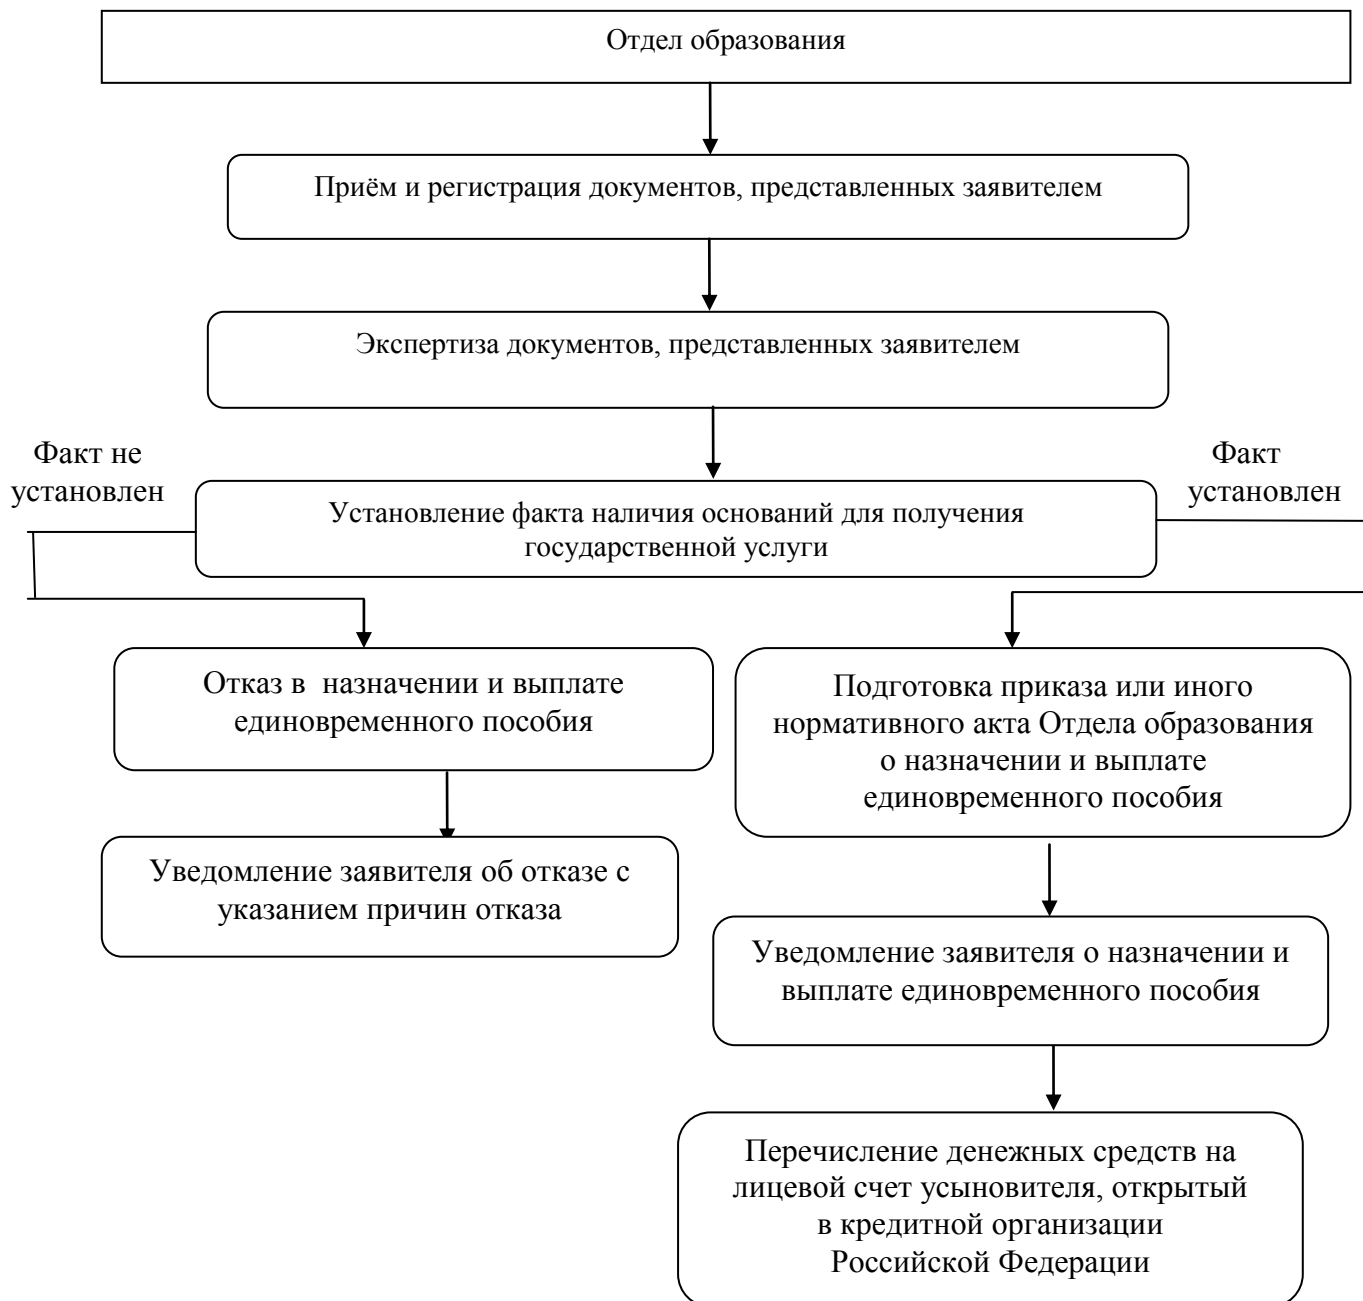 Отдел образования
Приём и регистрация документов, представленных заявителем
Экспертиза документов, представленных заявителем
Факт не
установлен
Факт
установлен
Установление факта наличия оснований для получения
государственной услуги
Отказ в  назначении и выплате
единовременного пособия
Подготовка приказа или иного
нормативного акта Отдела образования
о назначении и выплате
единовременного пособия
Уведомление заявителя об отказе с
указанием причин отказа
Уведомление заявителя о назначении и
выплате единовременного пособия
Перечисление денежных средств на
лицевой счет усыновителя, открытый
в кредитной организации
Российской Федерации